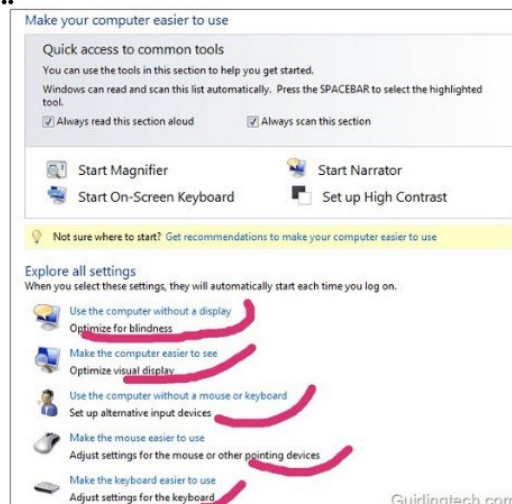 Make your computer easier to use
Quick access to common tools
You can use the tools in this section to help you get started.
Windows can read and scan this list automatically. Press the SPACEBAR to select the highlighted
tool.
Always read this section aloud Always scan this section
Start Magnifier Start Narrator
Start On-Screen Keyboard Set up High Contrast
Not sure where to start? Get recommendations to make your computer easier to use
Explore all settings
When you select these settings, they will automatically start each time you log on.
Use the computer without a display
Optimize for blindness
Make the computer easier to see
Optimize visual display
Use the computer without a mouse or keyboard
Set up alternative input devices
Make the mouse easier to use
Adjust settings for the mouse or other pointing devices
Make the keyboard easier to use
Adjust settings for the keyboard
Guidingtech.com